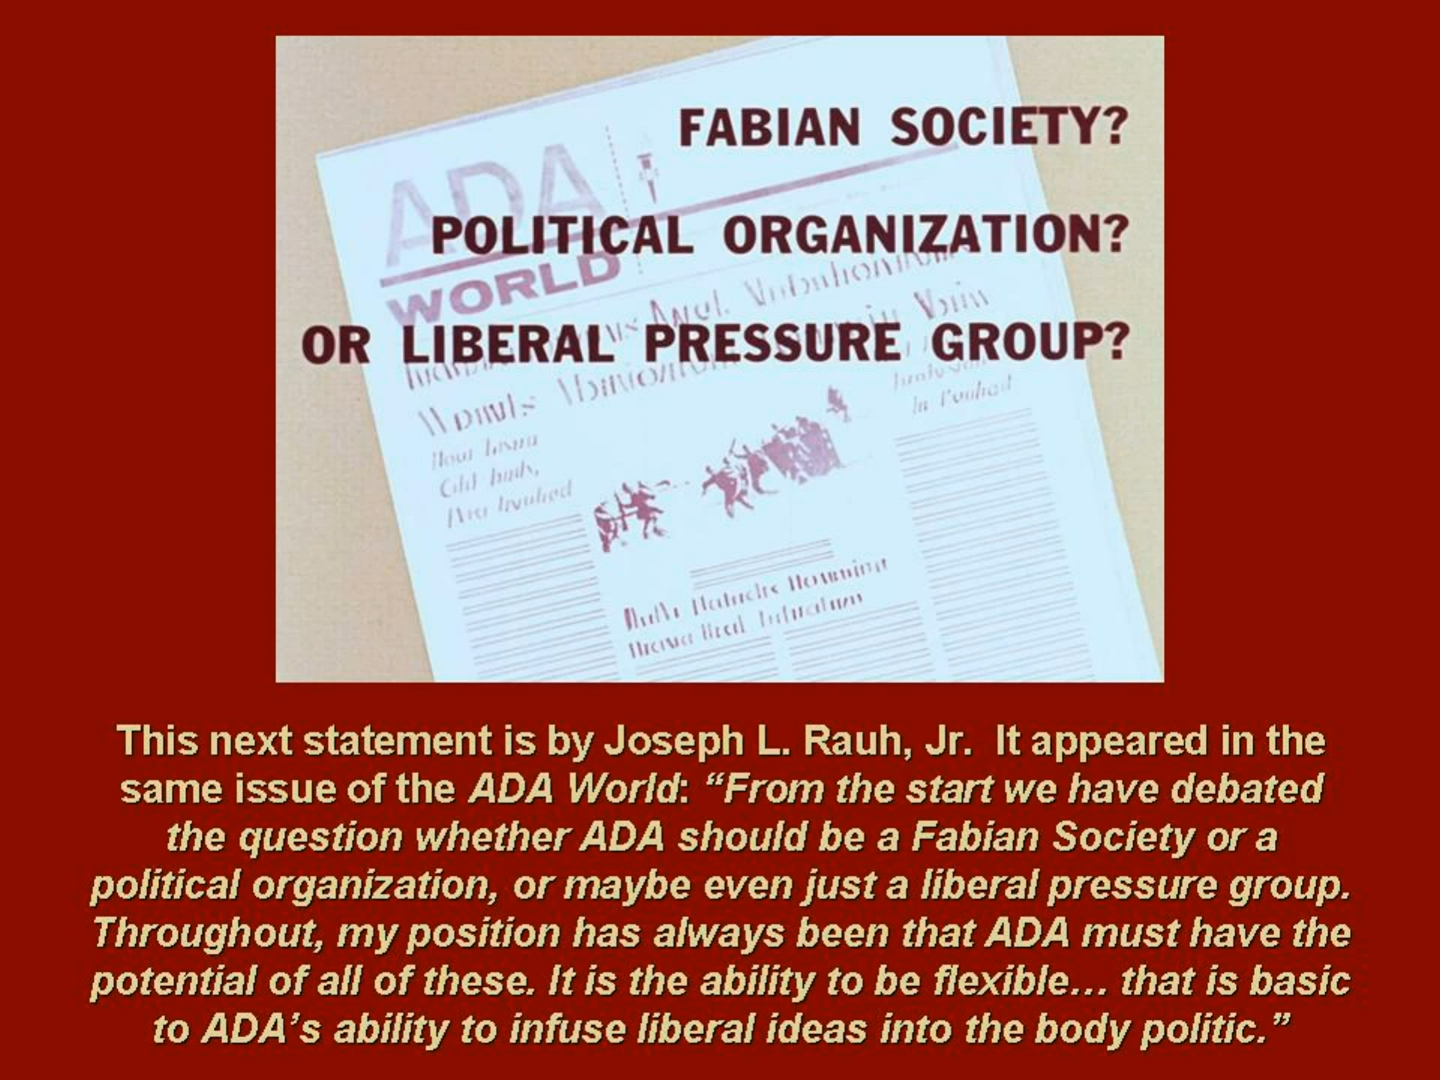 FABIAN SOCIETY?
ADA
POLITICAL ORGANIZATION?
WORLD
OR LIBERAL PRESSURE GROUP?
This next statement is by Joseph L. Rauh, Jr.  It appeared in the
same issue of the ADA World: “From the start we have debated
the question whether ADA should be a Fabian Society or a
political organization, or maybe even just a liberal pressure group.
Throughout, my position has always been that ADA must have the
potential of all of these. It is the ability to be flexible… that is basic
to ADA’s ability to infuse liberal ideas into the body politic.”